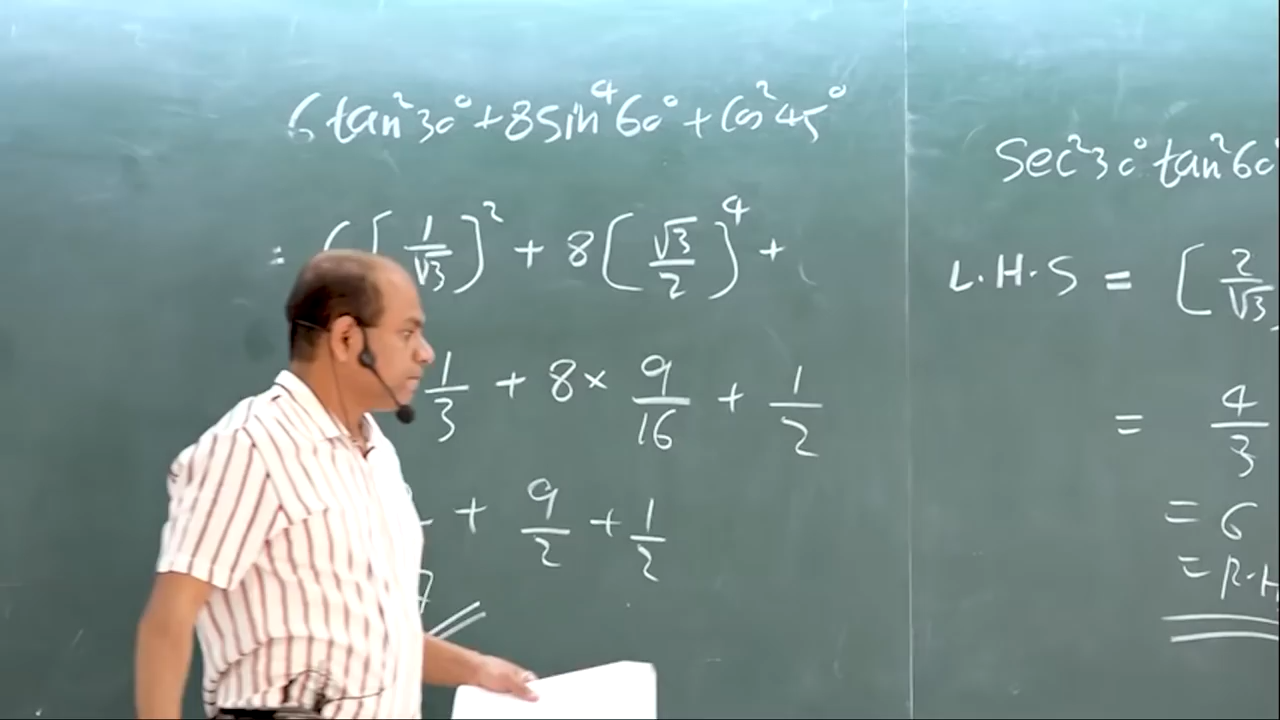 6 tan²30° + 8 sin⁴60° + Cos²45°
= 6 [1/√3]² + 8 [√3/2]⁴ +
1/3 + 8 × 9/16 + 1/2
+ 9/2 + 1/2
7
Sec²30° tan²60°
L.H.S = [2/√3
= 4/3
= 6
= R.H